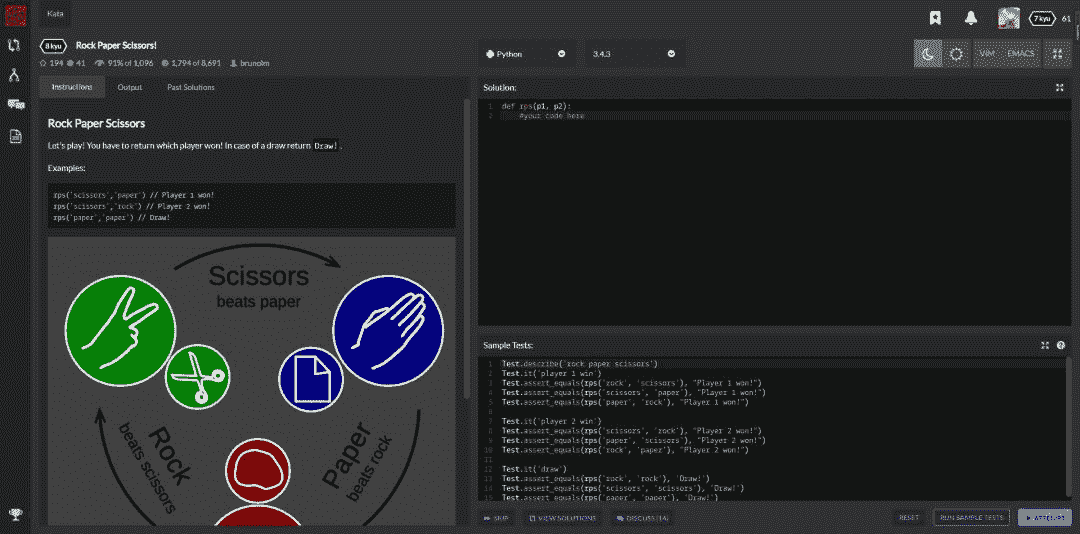 Kata
7 kyu 61
8 kyu Rock Paper Scissors!
194 41 91% of 1,096 1,794 of 8,691 brunolm
Python 3.4.3 VIM EMACS
Instructions Output Past Solutions
Rock Paper Scissors
Let's play! You have to return which player won! In case of a draw return Draw! .
Examples:
rps('scissors','paper') // Player 1 won!
rps('scissors','rock') // Player 2 won!
rps('paper','paper') // Draw!
Scissors
beats paper
Rock
beats scissors
Paper
beats rock
Solution:
1 def rps(p1, p2):
2 #your code here
Sample Tests:
1 Test.describe('rock paper scissors')
2 Test.it('player 1 win')
3 Test.assert_equals(rps('rock', 'scissors'), "Player 1 won!")
4 Test.assert_equals(rps('scissors', 'paper'), "Player 1 won!")
5 Test.assert_equals(rps('paper', 'rock'), "Player 1 won!")
6
7 Test.it('player 2 win')
8 Test.assert_equals(rps('scissors', 'rock'), "Player 2 won!")
9 Test.assert_equals(rps('paper', 'scissors'), "Player 2 won!")
10 Test.assert_equals(rps('rock', 'paper'), "Player 2 won!")
11
12 Test.it('draw')
13 Test.assert_equals(rps('rock', 'rock'), 'Draw!')
14 Test.assert_equals(rps('scissors', 'scissors'), 'Draw!')
15 Test.assert_equals(rps('paper', 'paper'), 'Draw!')
SKIP VIEW SOLUTIONS DISCUSS (14) RESET RUN SAMPLE TESTS ATTEMPT